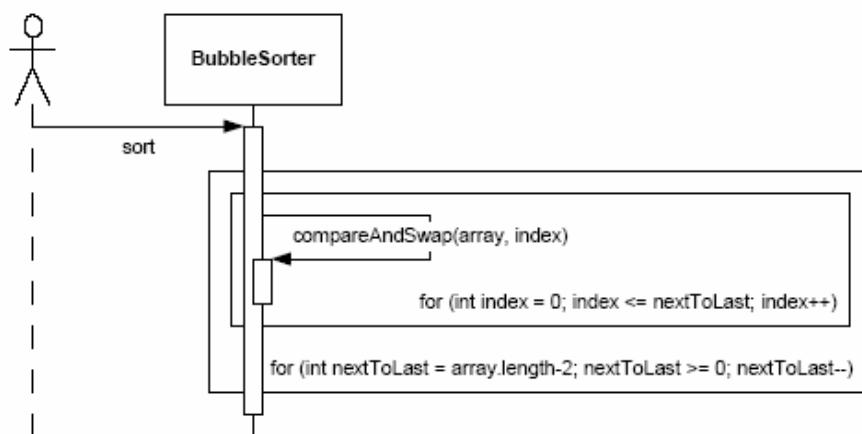 BubbleSorter
sort
compareAndSwap(array, index)
for (int index = 0; index <= nextToLast; index++)
for (int nextToLast = array.length-2; nextToLast >= 0; nextToLast--)